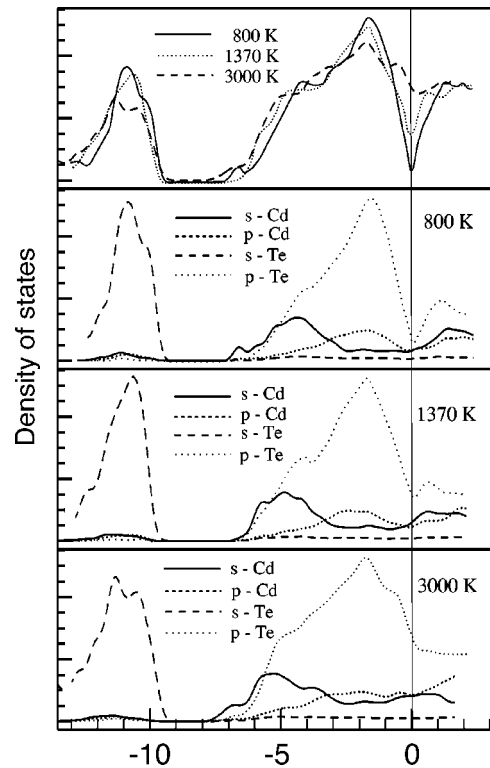 800 K
1370 K
3000 K
800 K
s - Cd
p - Cd
s - Te
p - Te
1370 K
s - Cd
p - Cd
s - Te
p - Te
3000 K
s - Cd
p - Cd
s - Te
p - Te
Density of states
-10 -5 0